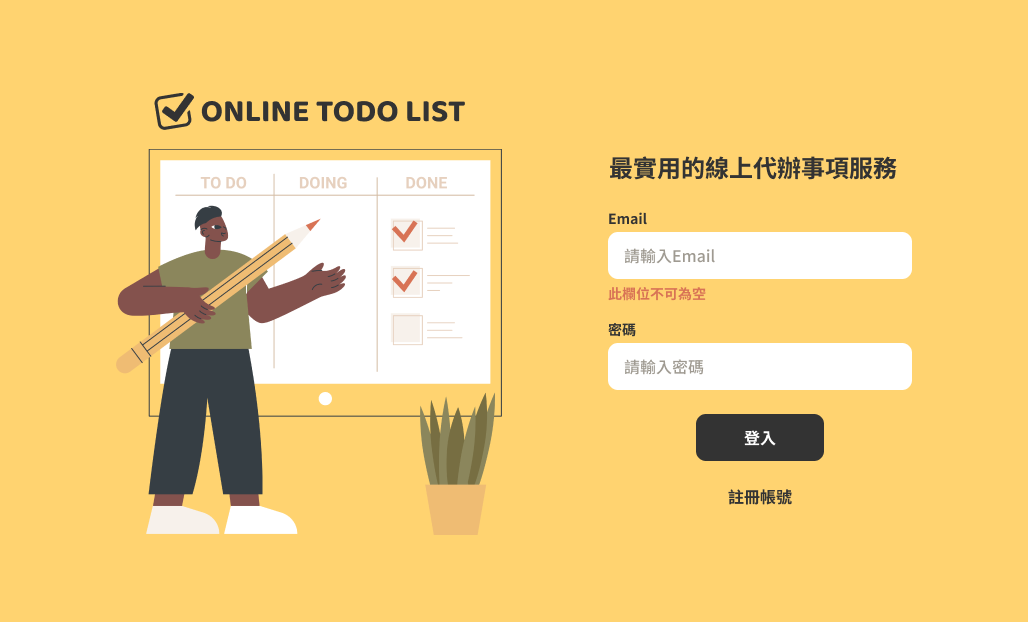 ONLINE TODO LIST
TO DO DOING DONE
最實用的線上代辦事項服務
Email
請輸入Email
此欄位不可為空
密碼
請輸入密碼
登入
註冊帳號